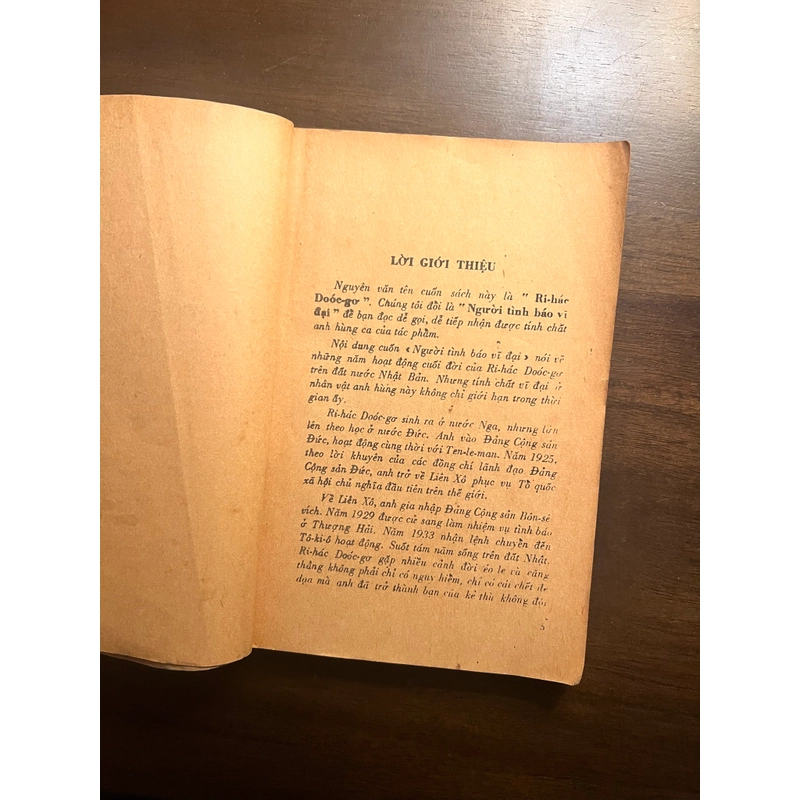 LỜI GIỚI THIỆU
Nguyên văn tên cuốn sách này là " Ri-hác
Doóc-gơ ". Chúng tôi đổi là " Người tình báo vĩ
đại " để bạn đọc dễ gọi, dễ tiếp nhận được tính chất
anh hùng ca của tác phẩm.
Nội dung cuốn « Người tình báo vĩ đại » nói về
những năm hoạt động cuối đời của Ri-hác Doóc-gơ
trên đất nước Nhật Bản. Nhưng tính chất vĩ đại ở
nhân vật anh hùng này không chỉ giới hạn trong thời
gian ấy.
Ri-hác Doóc-gơ sinh ra ở nước Nga, nhưng lớn
lên theo học ở nước Đức. Anh vào Đảng Cộng sản
Đức, hoạt động cùng thời với Ten-le-man. Năm 1925,
theo lời khuyên của các đồng chí lãnh đạo Đảng
Cộng sản Đức, anh trở về Liên Xô phục vụ Tổ quốc
xã hội chủ nghĩa đầu tiên trên thế giới.
Về Liên Xô, anh gia nhập Đảng Cộng sản Bôn-sê
vích. Năm 1929 được cử sang làm nhiệm vụ tình báo
ở Thượng Hải. Năm 1933 nhận lệnh chuyển đến
Tô-ki-ô hoạt động. Suốt tám năm sống trên đất Nhật,
Ri-hác Doóc-gơ gặp nhiều cảnh đời éo le và căng
thẳng không phải chỉ có nguy hiểm, chỉ có cái chết đe
dọa mà anh đã trở thành bạn của kẻ thù không đội
5